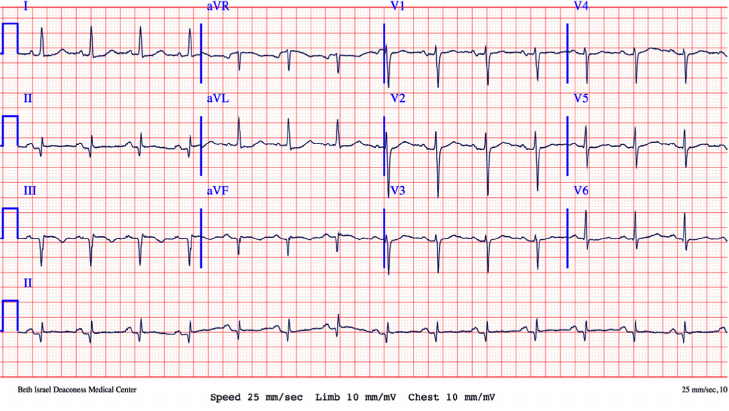 I aVR V1 V4
II aVL V2 V5
III aVF V3 V6
II
Beth Israel Deaconess Medical Center 25 mm/sec, 10
Speed 25 mm/sec Limb 10 mm/mV Chest 10 mm/mV